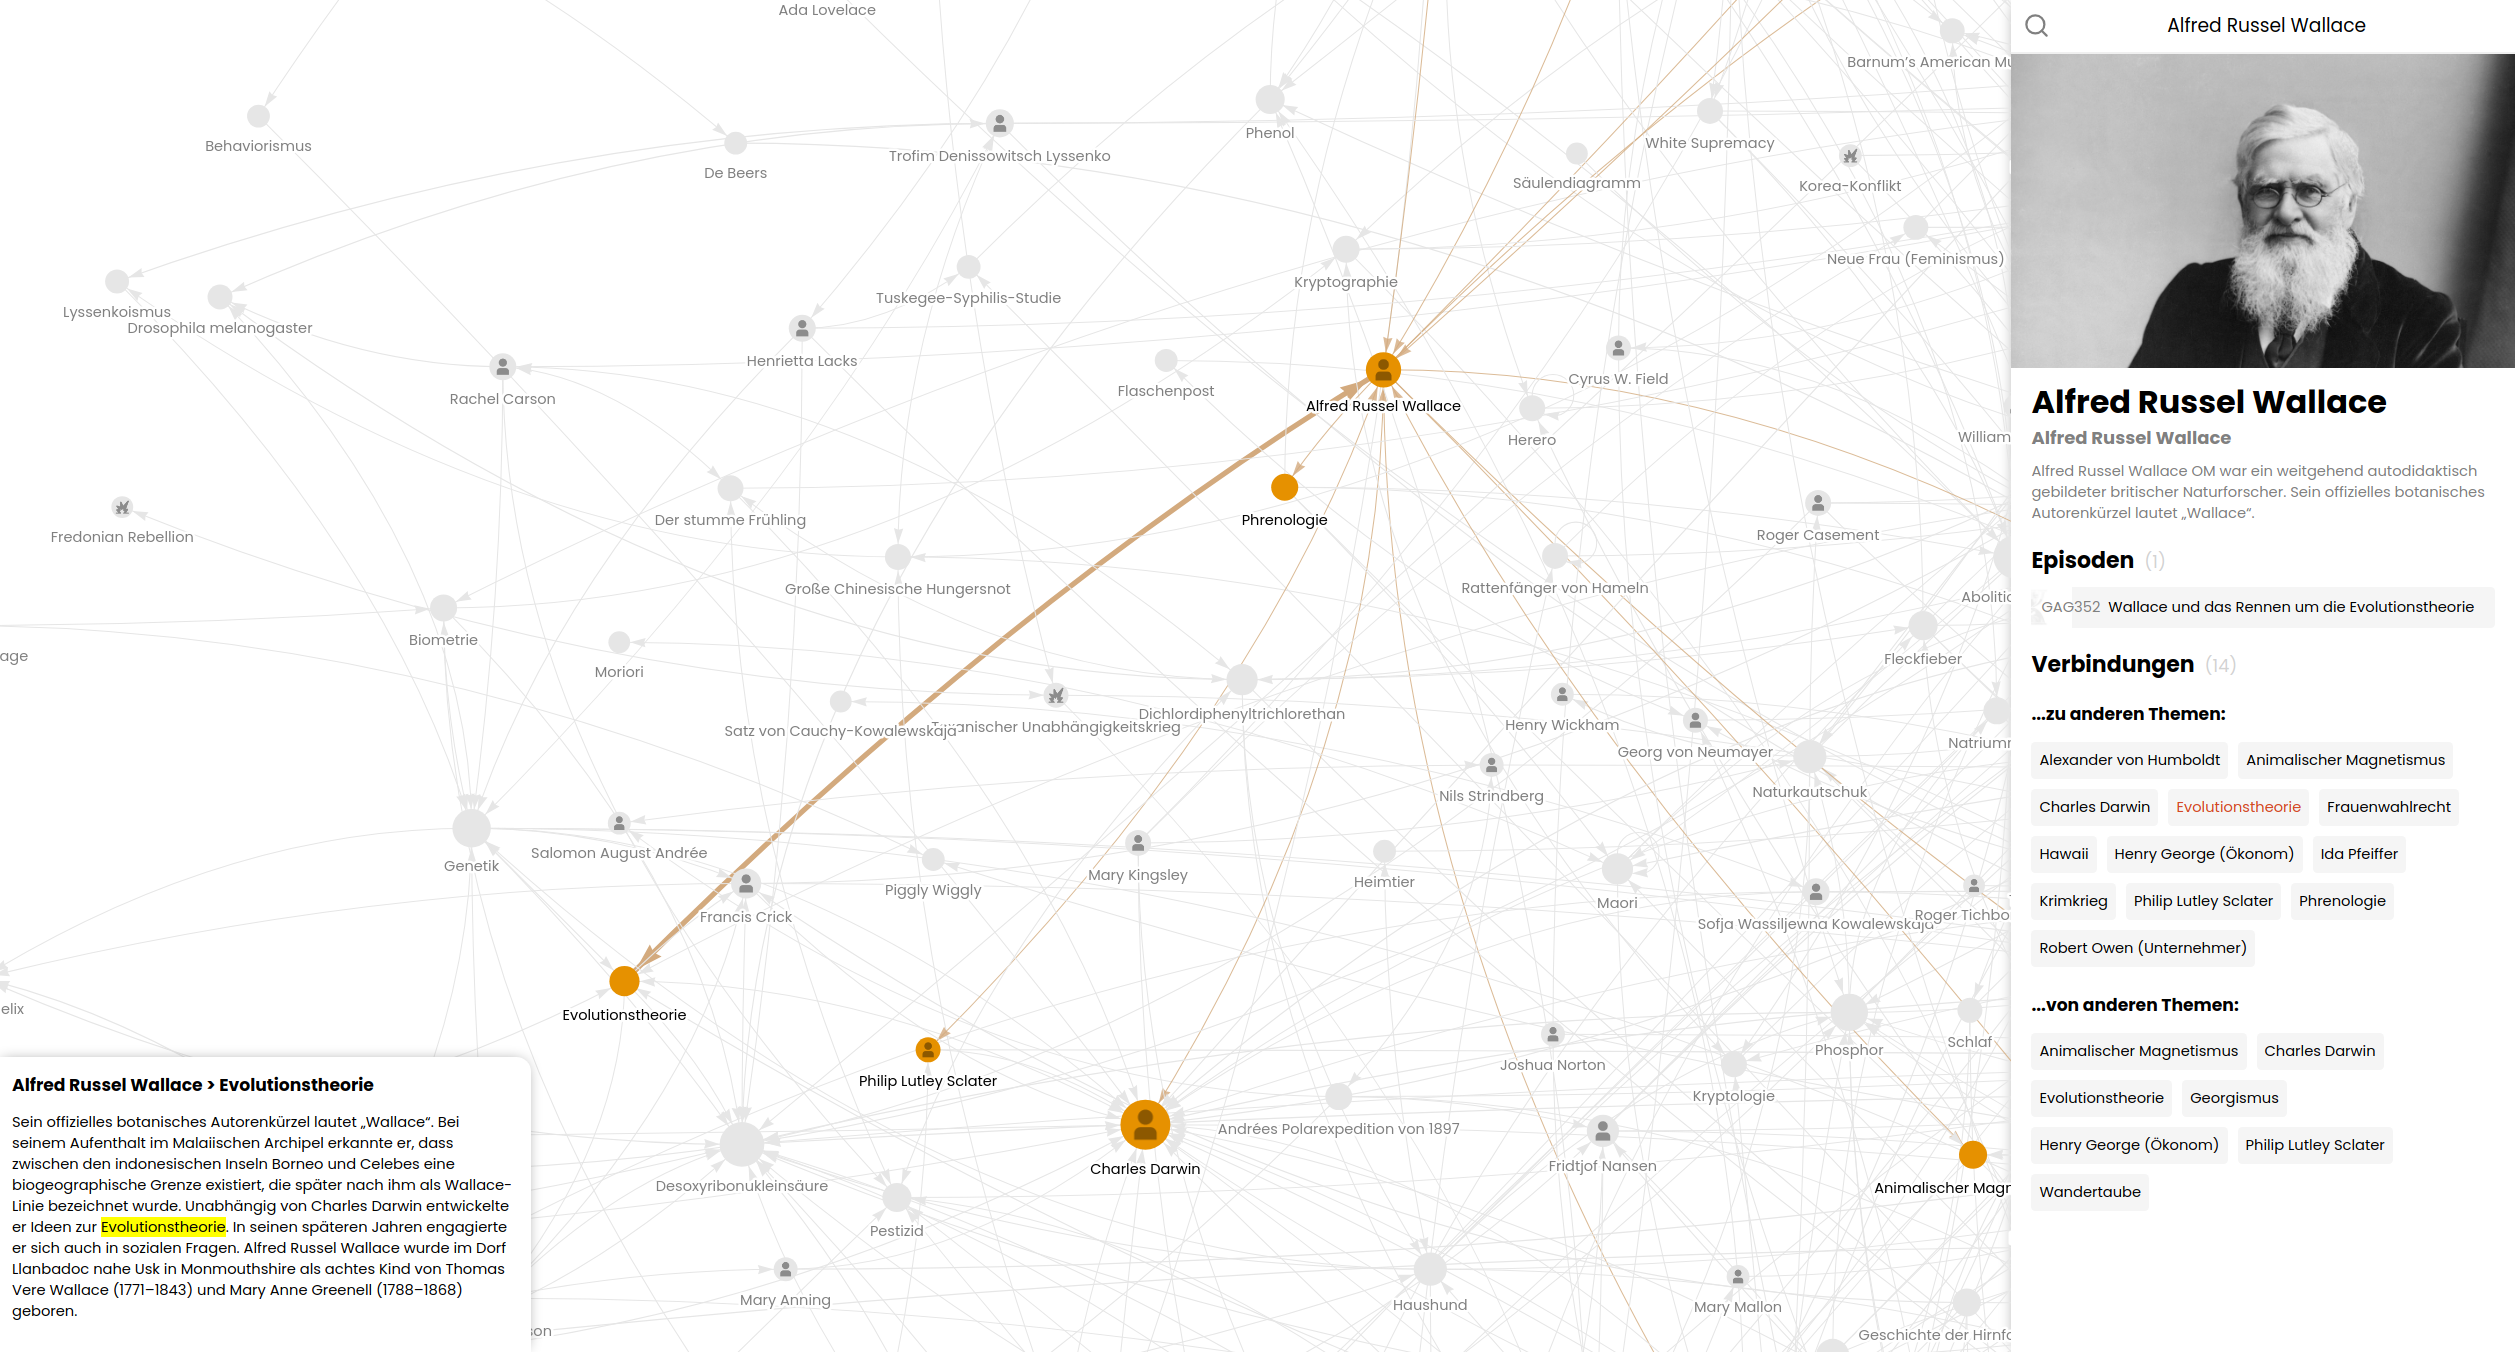 Ada Lovelace
Barnum's American Mu
Behaviorismus
De Beers
Trofim Denissowitsch Lyssenko
Phenol
White Supremacy
Säulendiagramm
Korea-Konflikt
Neue Frau (Feminismus)
Kryptographie
Tuskegee-Syphilis-Studie
Lyssenkoismus
Drosophila melanogaster
Henrietta Lacks
Rachel Carson
Flaschenpost
Cyrus W. Field
Alfred Russel Wallace
Herero
William
Phrenologie
Der stumme Frühling
Fredonian Rebellion
Roger Casement
Große Chinesische Hungersnot
Rattenfänger von Hameln
Abolitio
Biometrie
age
Moriori
Fleckfieber
Satz von Cauchy-Kowalewskaja
anischer Unabhängigkeitskrieg
Dichlordiphenyltrichlorethan
Henry Wickham
Georg von Neumayer
Natrium
Nils Strindberg
Naturkautschuk
Genetik
Salomon August Andrée
Piggly Wiggly
Mary Kingsley
Heimtier
Maori
Francis Crick
Sofja Wassiljewna Kowalewskaja
Roger Tichbo
elix
Evolutionstheorie
Philip Lutley Sclater
Joshua Norton
Phosphor
Schlaf
Kryptologie
Andrées Polarexpedition von 1897
Charles Darwin
Fridtjof Nansen
Desoxyribonukleinsäure
Animalischer Magn
Pestizid
Mary Anning
Haushund
Mary Mallon
son
Geschichte der Hirnfo
Alfred Russel Wallace > Evolutionstheorie
Sein offizielles botanisches Autorenkürzel lautet „Wallace“. Bei
seinem Aufenthalt im Malaiischen Archipel erkannte er, dass
zwischen den indonesischen Inseln Borneo und Celebes eine
biogeographische Grenze existiert, die später nach ihm als Wallace-
Linie bezeichnet wurde. Unabhängig von Charles Darwin entwickelte
er Ideen zur Evolutionstheorie. In seinen späteren Jahren engagierte
er sich auch in sozialen Fragen. Alfred Russel Wallace wurde im Dorf
Llanbadoc nahe Usk in Monmouthshire als achtes Kind von Thomas
Vere Wallace (1771–1843) und Mary Anne Greenell (1788–1868)
geboren.
Alfred Russel Wallace
Alfred Russel Wallace
Alfred Russel Wallace
Alfred Russel Wallace OM war ein weitgehend autodidaktisch
gebildeter britischer Naturforscher. Sein offizielles botanisches
Autorenkürzel lautet „Wallace“.
Episoden (1)
GAG352 Wallace und das Rennen um die Evolutionstheorie
Verbindungen (14)
...zu anderen Themen:
Alexander von Humboldt Animalischer Magnetismus
Charles Darwin Evolutionstheorie Frauenwahlrecht
Hawaii Henry George (Ökonom) Ida Pfeiffer
Krimkrieg Philip Lutley Sclater Phrenologie
Robert Owen (Unternehmer)
...von anderen Themen:
Animalischer Magnetismus Charles Darwin
Evolutionstheorie Georgismus
Henry George (Ökonom) Philip Lutley Sclater
Wandertaube